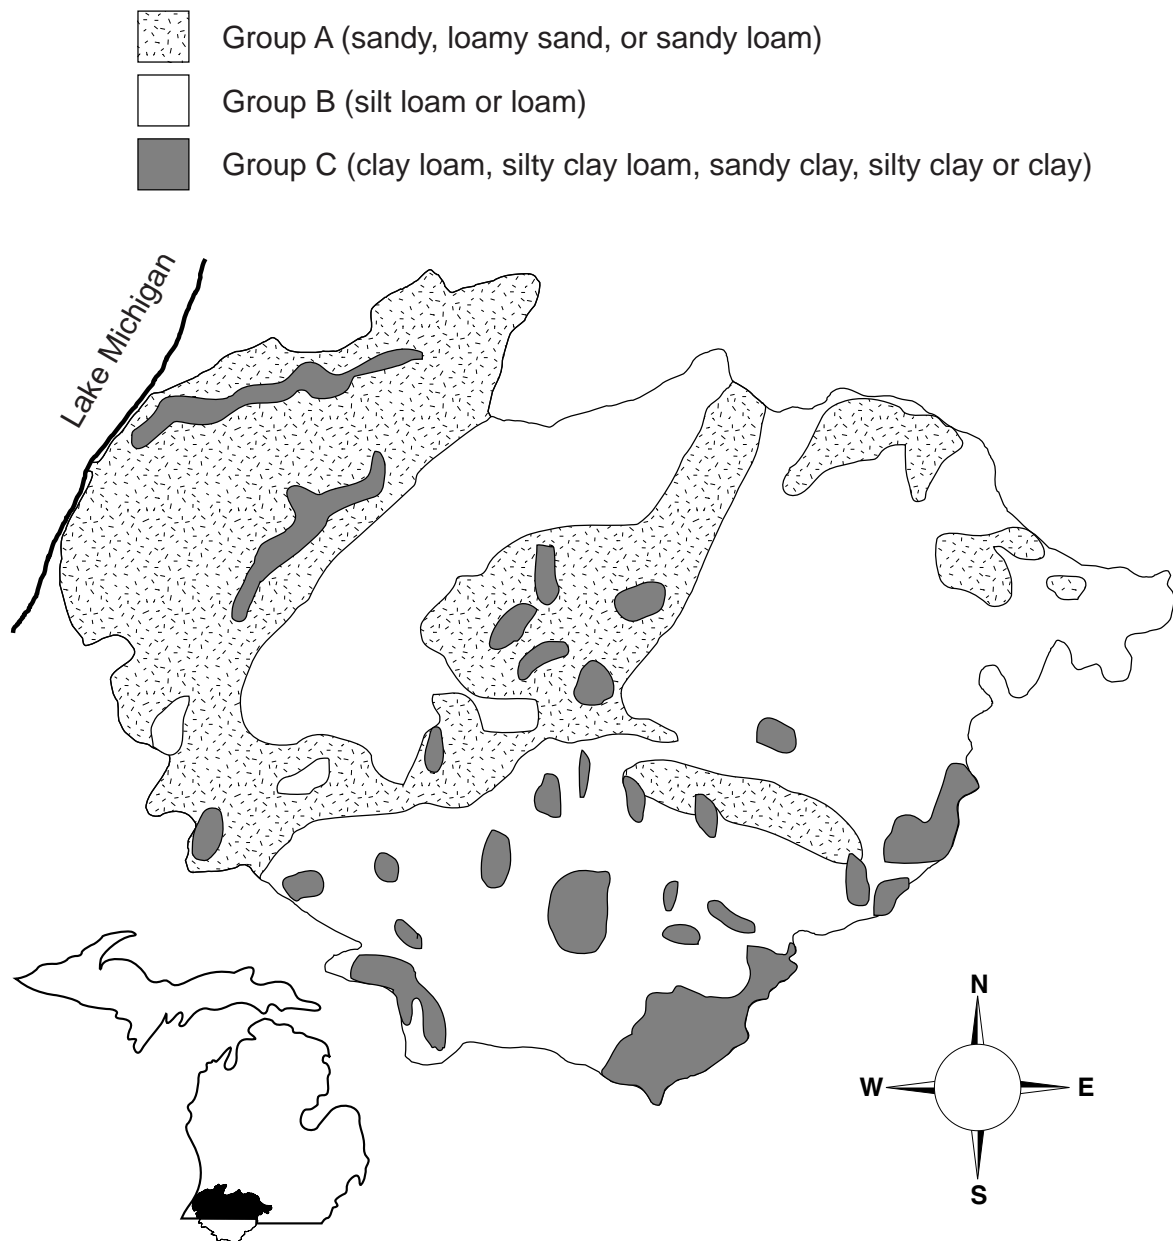 Group A (sandy, loamy sand, or sandy loam)
Group B (silt loam or loam)
Group C (clay loam, silty clay loam, sandy clay, silty clay or clay)
Lake Michigan
N
W
E
S